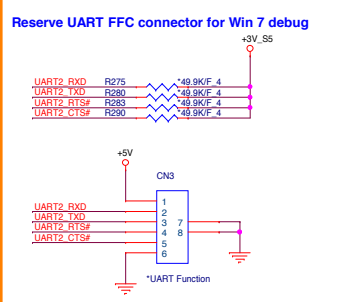 Reserve UART FFC connector for Win 7 debug
+3V_S5
UART2_RXD R275 *49.9K/F_4
UART2_TXD R280 *49.9K/F_4
UART2_RTS# R283 *49.9K/F_4
UART2_CTS# R290 *49.9K/F_4
+5V
CN3
1
UART2_RXD 2
UART2_TXD 3 7
UART2_RTS# 4 8
UART2_CTS# 5
6
*UART Function